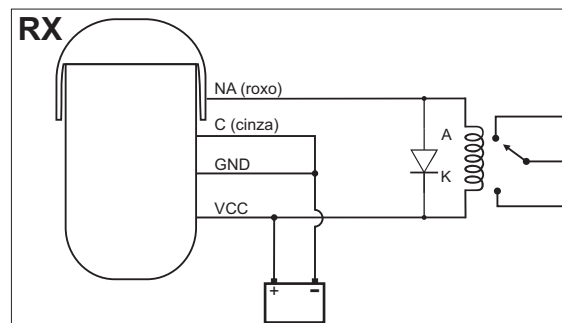 RX
NA (roxo)
C (cinza)
GND
VCC
A
K
+ -